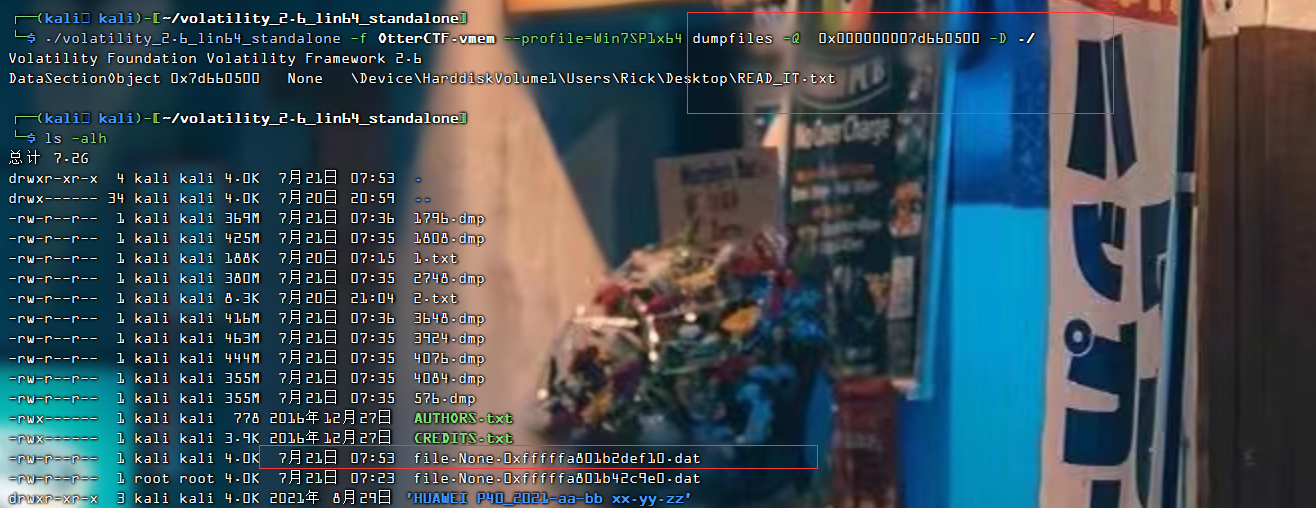 ┌──(kali㉿kali)-[~/volatility_2.6_lin64_standalone]
└─$ ./volatility_2.6_lin64_standalone -f OtterCTF.vmem --profile=Win7SP1x64 dumpfiles -Q  0x000000007d660500 -D ./
Volatility Foundation Volatility Framework 2.6
DataSectionObject 0x7d660500   None   \Device\HarddiskVolume1\Users\Rick\Desktop\READ_IT.txt
┌──(kali㉿kali)-[~/volatility_2.6_lin64_standalone]
└─$ ls -alh
总计 7.2G
drwxr-xr-x  4 kali kali 4.0K  7月21日 07:53  .
drwx------ 34 kali kali 4.0K  7月20日 20:59  ..
-rw-r--r--  1 kali kali 369M  7月21日 07:36  1796.dmp
-rw-r--r--  1 kali kali 425M  7月21日 07:35  1808.dmp
-rw-r--r--  1 kali kali 188K  7月20日 07:15  1.txt
-rw-r--r--  1 kali kali 380M  7月21日 07:35  2748.dmp
-rw-r--r--  1 kali kali 8.3K  7月20日 21:04  2.txt
-rw-r--r--  1 kali kali 416M  7月21日 07:36  3648.dmp
-rw-r--r--  1 kali kali 463M  7月21日 07:35  3924.dmp
-rw-r--r--  1 kali kali 444M  7月21日 07:35  4076.dmp
-rw-r--r--  1 kali kali 355M  7月21日 07:35  4084.dmp
-rw-r--r--  1 kali kali 355M  7月21日 07:35  576.dmp
-rwx------  1 kali kali  778 2016年12月27日  AUTHORS.txt
-rwx------  1 kali kali 3.9K 2016年12月27日  CREDITS.txt
-rw-r--r--  1 kali kali 4.0K  7月21日 07:53  file.None.0xfffffa801b2def10.dat
-rw-r--r--  1 root root 4.0K  7月21日 07:23  file.None.0xfffffa801b42c9e0.dat
drwxr-xr-x  3 kali kali 4.0K 2021年 8月29日 'HUAWEI P40_2021-aa-bb xx-yy-zz'
PUB
No Cover Charge